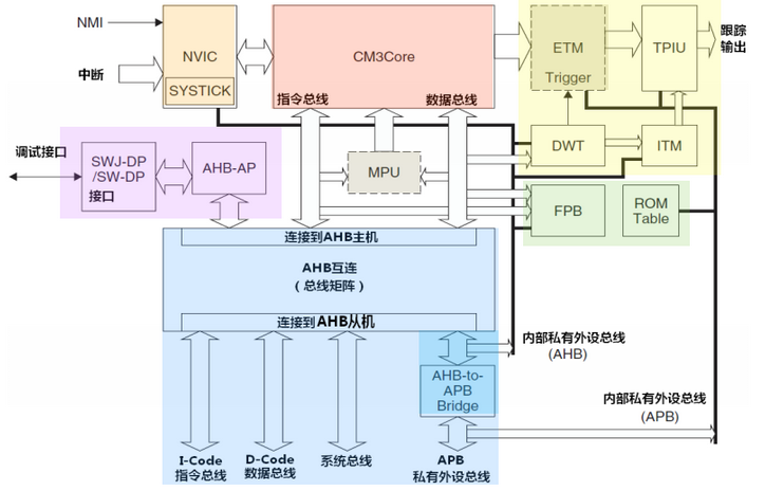 NMI
中断
NVIC
SYSTICK
CM3Core
指令总线
数据总线
ETM
Trigger
TPIU
跟踪
输出
DWT
ITM
MPU
调试接口
SWJ-DP
/SW-DP
接口
AHB-AP
FPB
ROM
Table
连接到AHB主机
AHB互连
（总线矩阵）
连接到AHB从机
内部私有外设总线
(AHB)
AHB-to-
APB
Bridge
内部私有外设总线
(APB)
I-Code
指令总线
D-Code
数据总线
系统总线
APB
私有外设总线